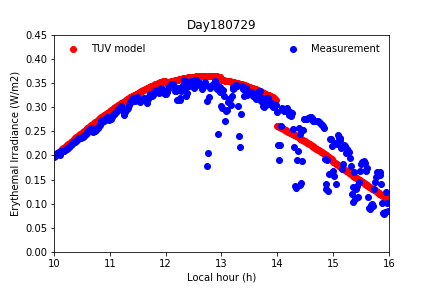 Day180729
TUV model
Measurement
Erythemal Irradiance (W/m2)
0.45
0.40
0.35
0.30
0.25
0.20
0.15
0.10
0.05
0.00
10 11 12 13 14 15 16
Local hour (h)